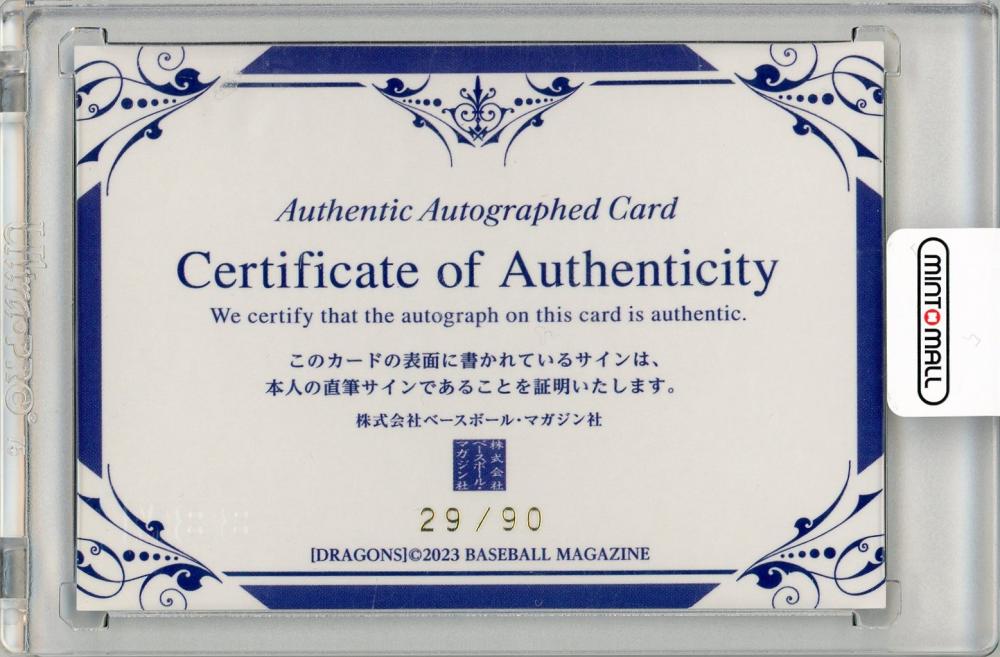 Authentic Autographed Card
Certificate of Authenticity
We certify that the autograph on this card is authentic.
このカードの表面に書かれているサインは、
本人の直筆サインであることを証明いたします。
株式会社ベースボール・マガジン社
株式会社
ベースボール・
マガジン社
29/90
[DRAGONS]©2023 BASEBALL MAGAZINE
MINTOMALL
Ultra·PRO®